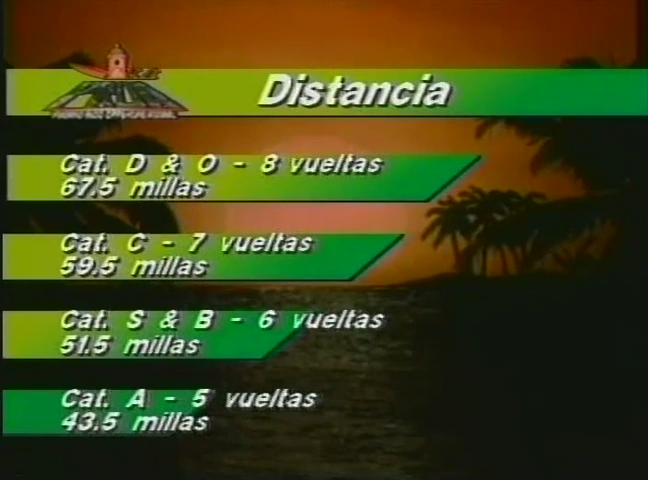 Distancia
Cat. D & O - 8 vueltas
67.5 millas
Cat. C - 7 vueltas
59.5 millas
Cat. S & B - 6 vueltas
51.5 millas
Cat. A - 5 vueltas
43.5 millas